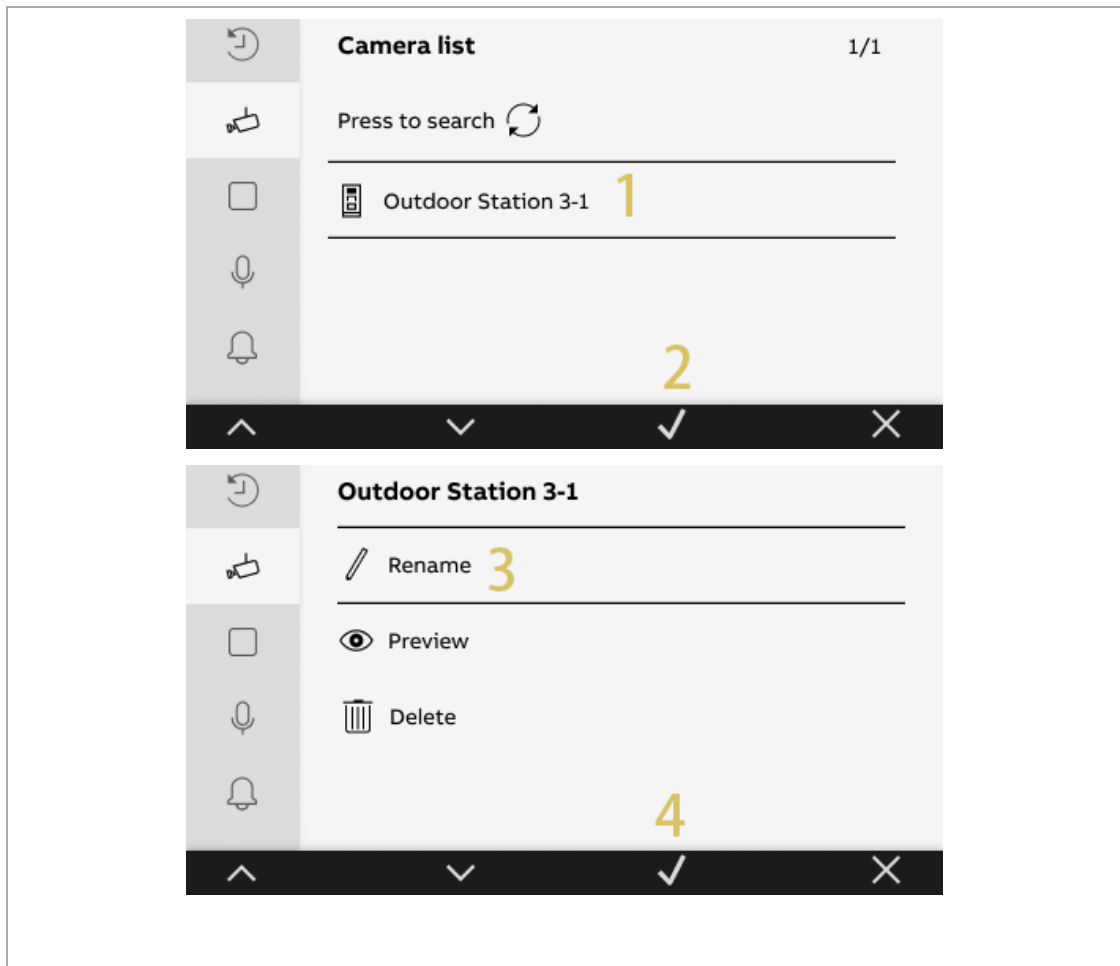 Camera list 1/1
Press to search
Outdoor Station 3-1 1
2
Outdoor Station 3-1
Rename 3
Preview
Delete
4